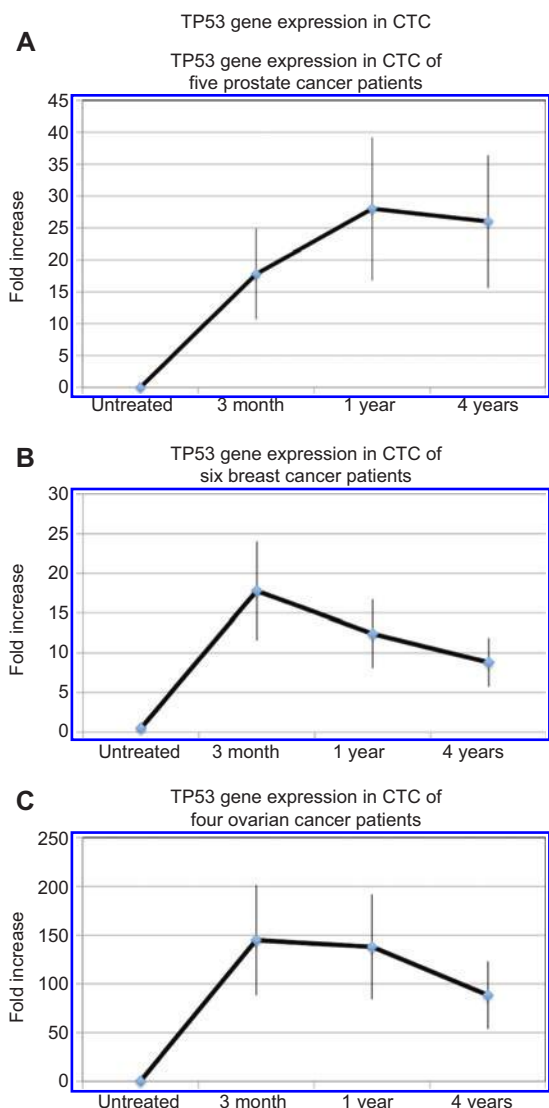 TP53 gene expression in CTC
A
TP53 gene expression in CTC of
five prostate cancer patients
45
40
35
30
25
20
15
10
5
0
Fold increase
Untreated 3 month 1 year 4 years
B
TP53 gene expression in CTC of
six breast cancer patients
30
25
20
15
10
5
0
Fold increase
Untreated 3 month 1 year 4 years
C
TP53 gene expression in CTC of
four ovarian cancer patients
250
200
150
100
50
0
Fold increase
Untreated 3 month 1 year 4 years